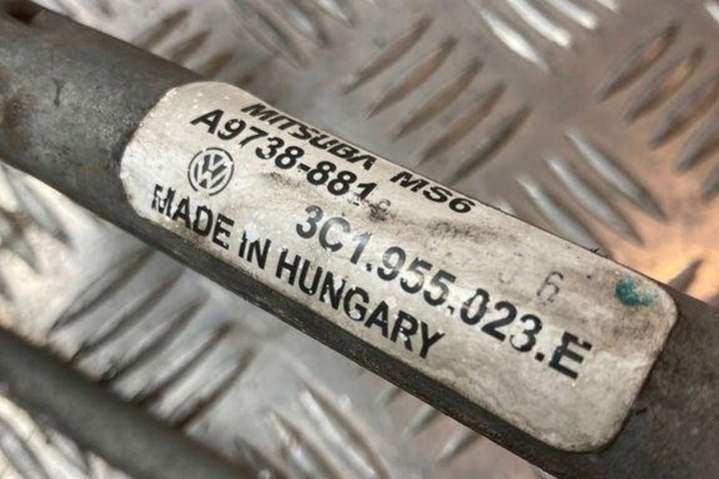 MITSUBA MS6
A9738-881
3C1.955.023.E
MADE IN HUNGARY